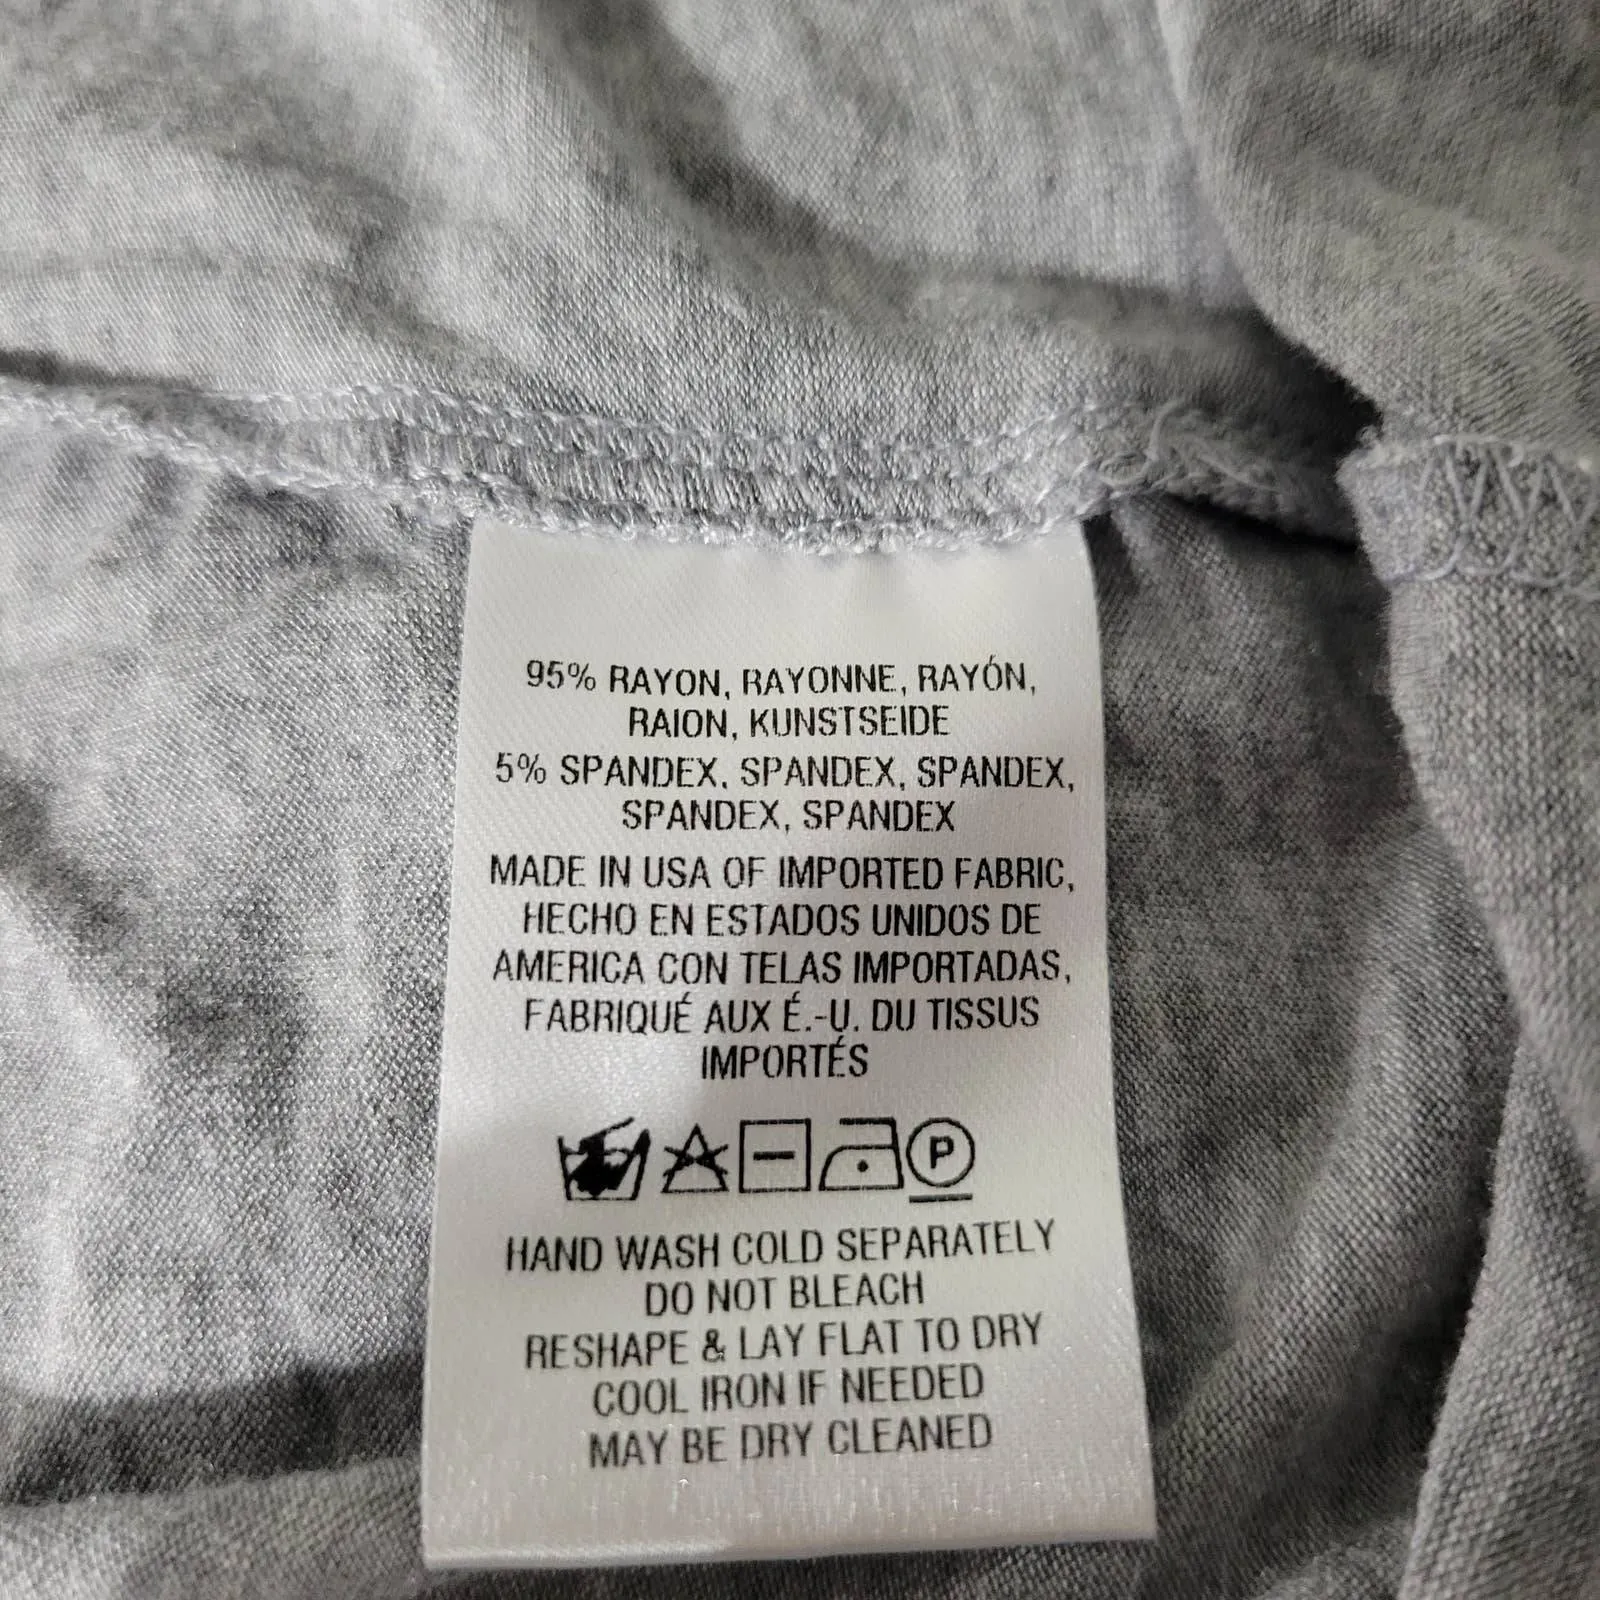 95% RAYON, RAYONNE, RAYÓN,
RAION, KUNSTSEIDE
5% SPANDEX, SPANDEX, SPANDEX,
SPANDEX, SPANDEX
MADE IN USA OF IMPORTED FABRIC,
HECHO EN ESTADOS UNIDOS DE
AMERICA CON TELAS IMPORTADAS,
FABRIQUÉ AUX É.-U. DU TISSUS
IMPORTÉS
P
HAND WASH COLD SEPARATELY
DO NOT BLEACH
RESHAPE & LAY FLAT TO DRY
COOL IRON IF NEEDED
MAY BE DRY CLEANED